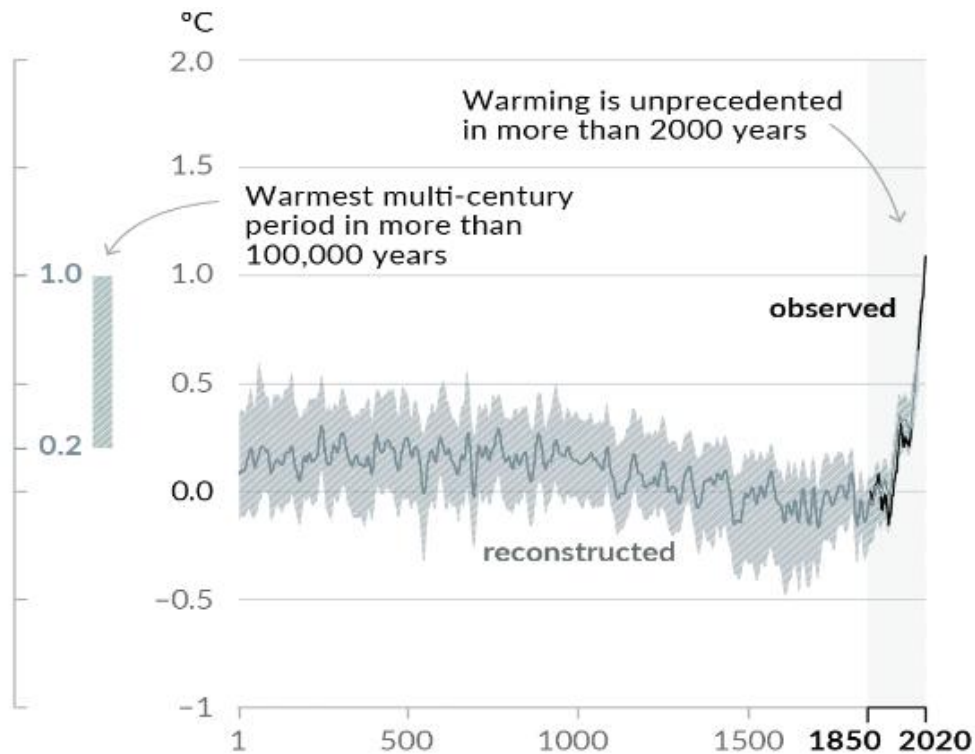 °C
2.0
Warming is unprecedented
in more than 2000 years
1.5
Warmest multi-century
period in more than
100,000 years
1.0
1.0
observed
0.5
0.2
0.0
reconstructed
−0.5
−1
1
500
1000
1500
1850
2020